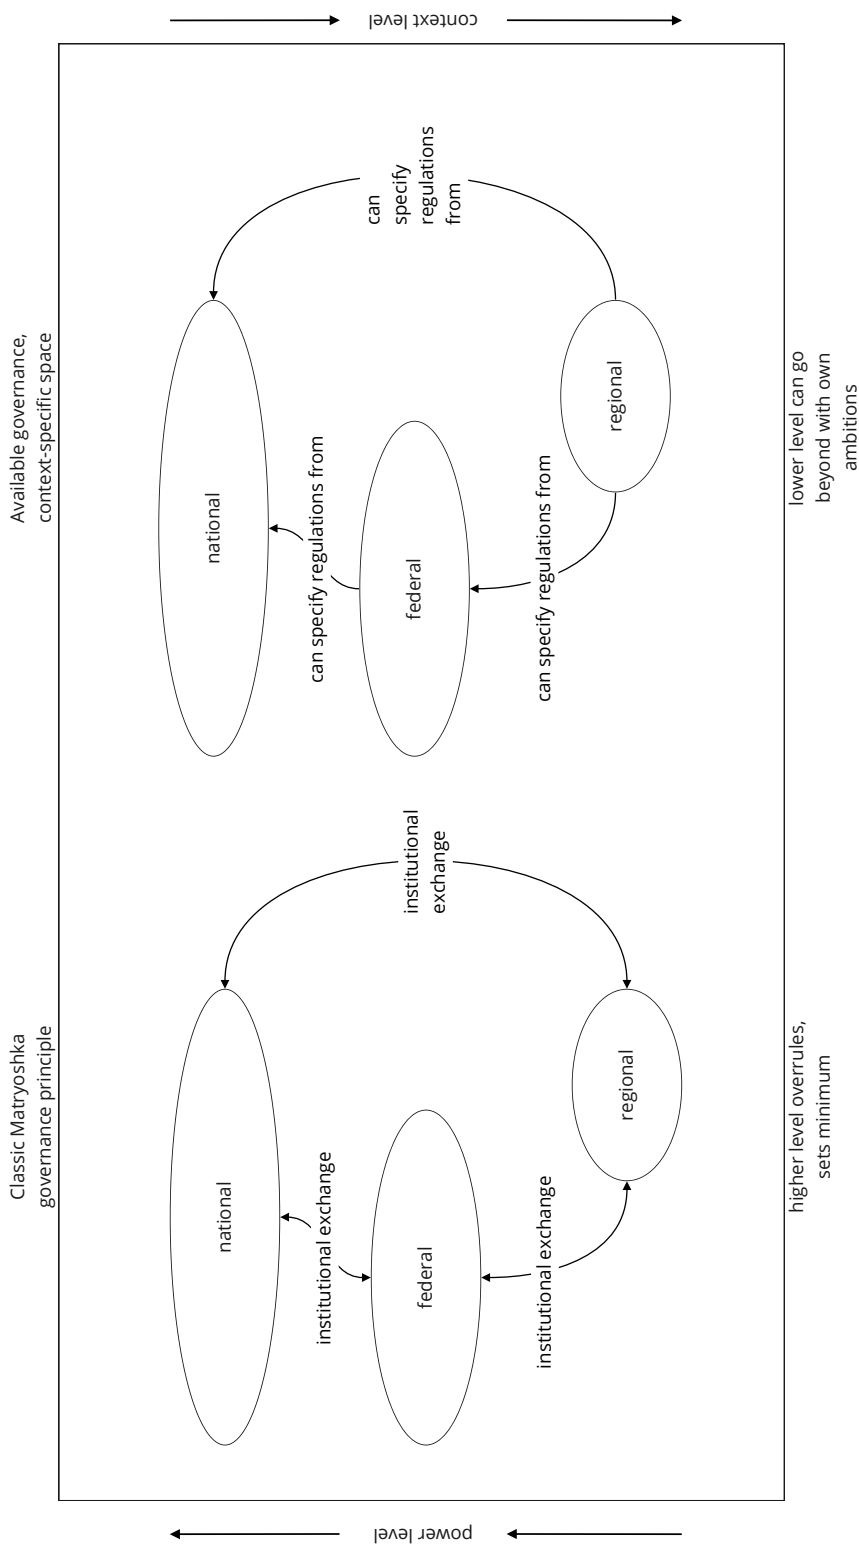 Classic Matryoshka
governance principle
Available governance,
context-specific space
power level
national
institutional exchange
federal
institutional exchange
regional
institutional
exchange
national
can specify regulations from
federal
can specify regulations from
regional
can
specify
regulations
from
context level
higher level overrules,
sets minimum
lower level can go
beyond with own
ambitions